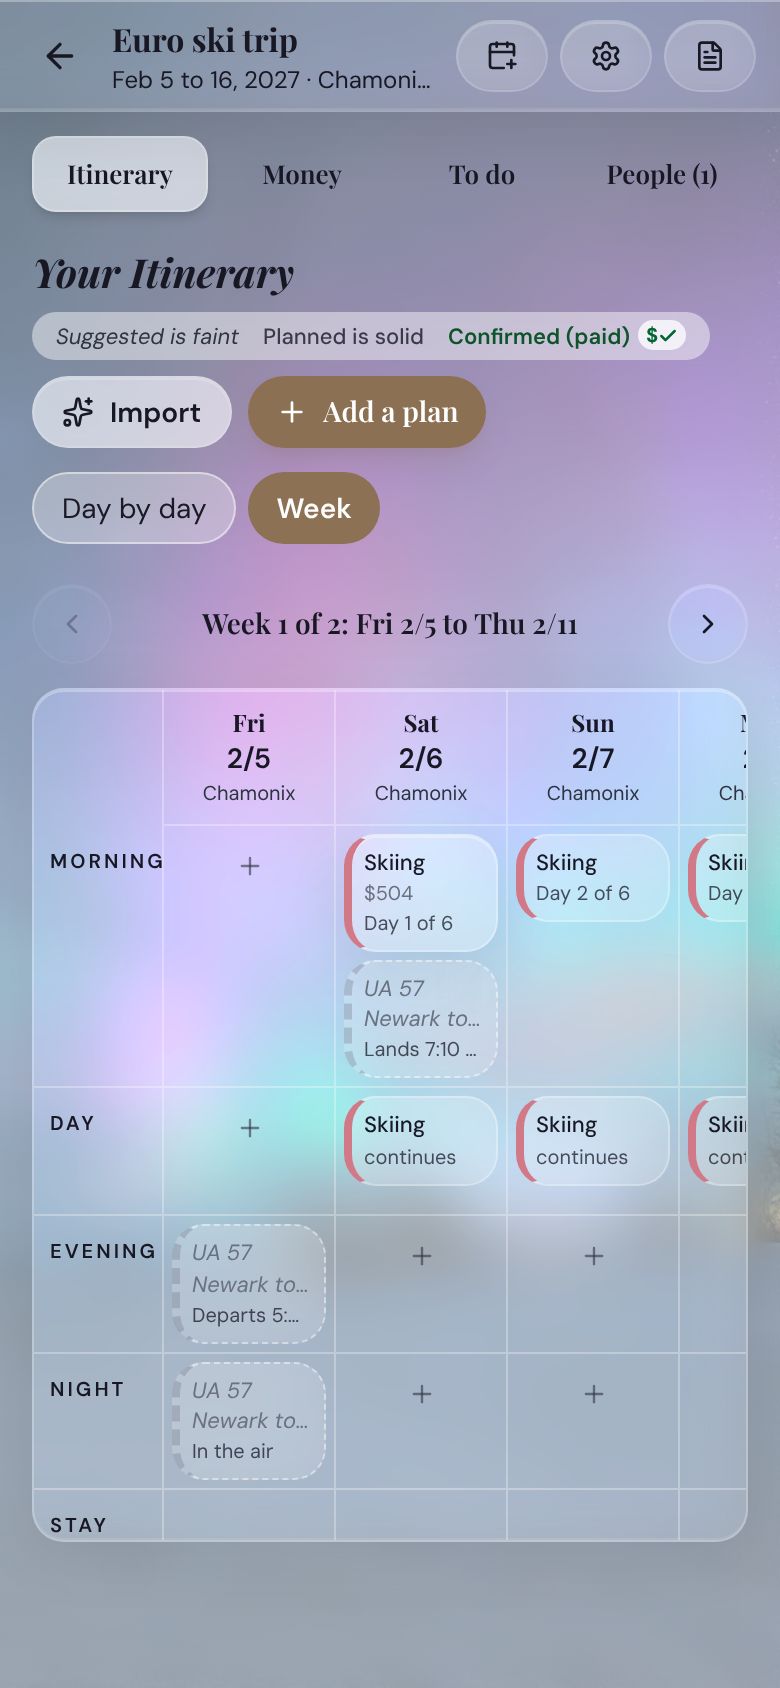 Euro ski trip
Feb 5 to 16, 2027 · Chamoni...
Itinerary Money To do People (1)
Your Itinerary
Suggested is faint Planned is solid Confirmed (paid) $✓
Import + Add a plan
Day by day Week
Week 1 of 2: Fri 2/5 to Thu 2/11
Fri Sat Sun
2/5 2/6 2/7
Chamonix Chamonix Chamonix Ch
MORNING + Skiing Skiing Skii
$504 Day 2 of 6 Day
Day 1 of 6
UA 57
Newark to...
Lands 7:10 ...
DAY + Skiing Skiing Skii
continues continues cont
EVENING UA 57 + +
Newark to...
Departs 5:...
NIGHT UA 57 + +
Newark to...
In the air
STAY